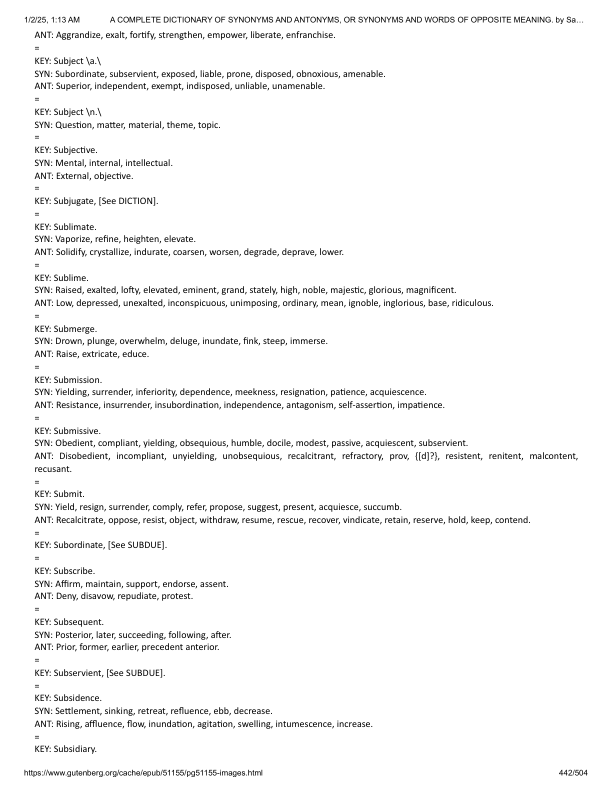 1/2/25, 1:13 AM A COMPLETE DICTIONARY OF SYNONYMS AND ANTONYMS, OR SYNONYMS AND WORDS OF OPPOSITE MEANING. by Sa…
ANT: Aggrandize, exalt, fortify, strengthen, empower, liberate, enfranchise.
=
KEY: Subject \a.\
SYN: Subordinate, subservient, exposed, liable, prone, disposed, obnoxious, amenable.
ANT: Superior, independent, exempt, indisposed, unliable, unamenable.
=
KEY: Subject \n.\
SYN: Question, matter, material, theme, topic.
=
KEY: Subjective.
SYN: Mental, internal, intellectual.
ANT: External, objective.
=
KEY: Subjugate, [See DICTION].
=
KEY: Sublimate.
SYN: Vaporize, refine, heighten, elevate.
ANT: Solidify, crystallize, indurate, coarsen, worsen, degrade, deprave, lower.
=
KEY: Sublime.
SYN: Raised, exalted, lofty, elevated, eminent, grand, stately, high, noble, majestic, glorious, magnificent.
ANT: Low, depressed, unexalted, inconspicuous, unimposing, ordinary, mean, ignoble, inglorious, base, ridiculous.
=
KEY: Submerge.
SYN: Drown, plunge, overwhelm, deluge, inundate, fink, steep, immerse.
ANT: Raise, extricate, educe.
=
KEY: Submission.
SYN: Yielding, surrender, inferiority, dependence, meekness, resignation, patience, acquiescence.
ANT: Resistance, insurrender, insubordination, independence, antagonism, self-assertion, impatience.
=
KEY: Submissive.
SYN: Obedient, compliant, yielding, obsequious, humble, docile, modest, passive, acquiescent, subservient.
ANT: Disobedient, incompliant, unyielding, unobsequious, recalcitrant, refractory, prov, {[d]?}, resistent, renitent, malcontent,
recusant.
=
KEY: Submit.
SYN: Yield, resign, surrender, comply, refer, propose, suggest, present, acquiesce, succumb.
ANT: Recalcitrate, oppose, resist, object, withdraw, resume, rescue, recover, vindicate, retain, reserve, hold, keep, contend.
=
KEY: Subordinate, [See SUBDUE].
=
KEY: Subscribe.
SYN: Affirm, maintain, support, endorse, assent.
ANT: Deny, disavow, repudiate, protest.
=
KEY: Subsequent.
SYN: Posterior, later, succeeding, following, after.
ANT: Prior, former, earlier, precedent anterior.
=
KEY: Subservient, [See SUBDUE].
=
KEY: Subsidence.
SYN: Settlement, sinking, retreat, refluence, ebb, decrease.
ANT: Rising, affluence, flow, inundation, agitation, swelling, intumescence, increase.
=
KEY: Subsidiary.
https://www.gutenberg.org/cache/epub/51155/pg51155-images.html 442/504